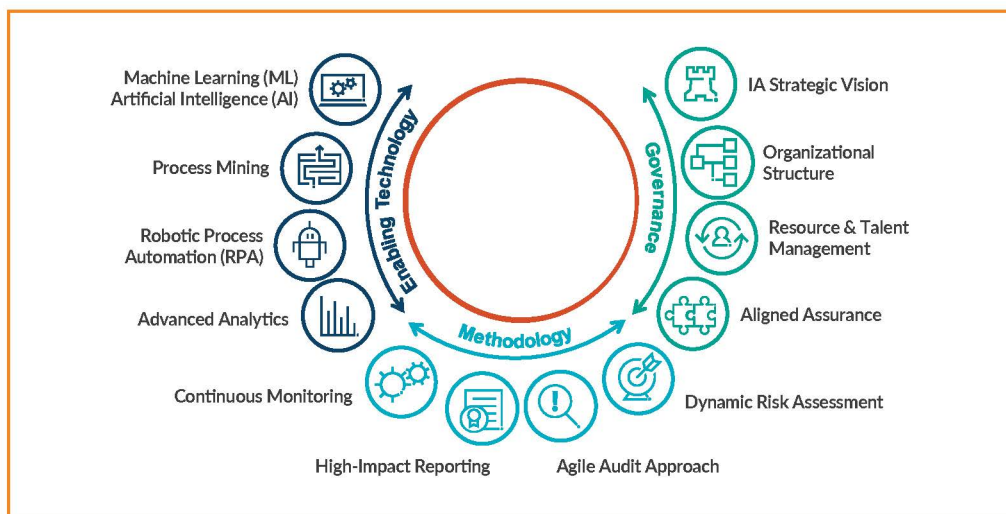 Machine Learning (ML)
Artificial Intelligence (AI)
Process Mining
Robotic Process
Automation (RPA)
Advanced Analytics
Enabling Technology
Continuous Monitoring
High-Impact Reporting
Methodology
Agile Audit Approach
Dynamic Risk Assessment
Governance
IA Strategic Vision
Organizational
Structure
Resource & Talent
Management
Aligned Assurance